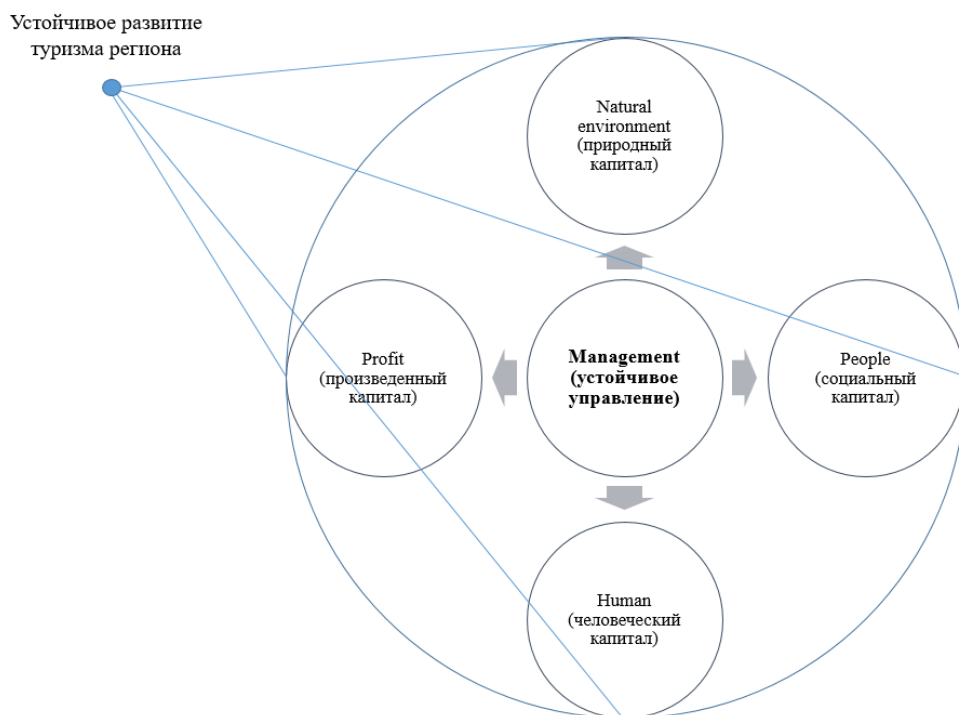 Устойчивое развитие
туризма региона
Natural
environment
(природный
капитал)
Profit
(произведенный
капитал)
Management
(устойчивое
управление)
People
(социальный
капитал)
Human
(человеческий
капитал)